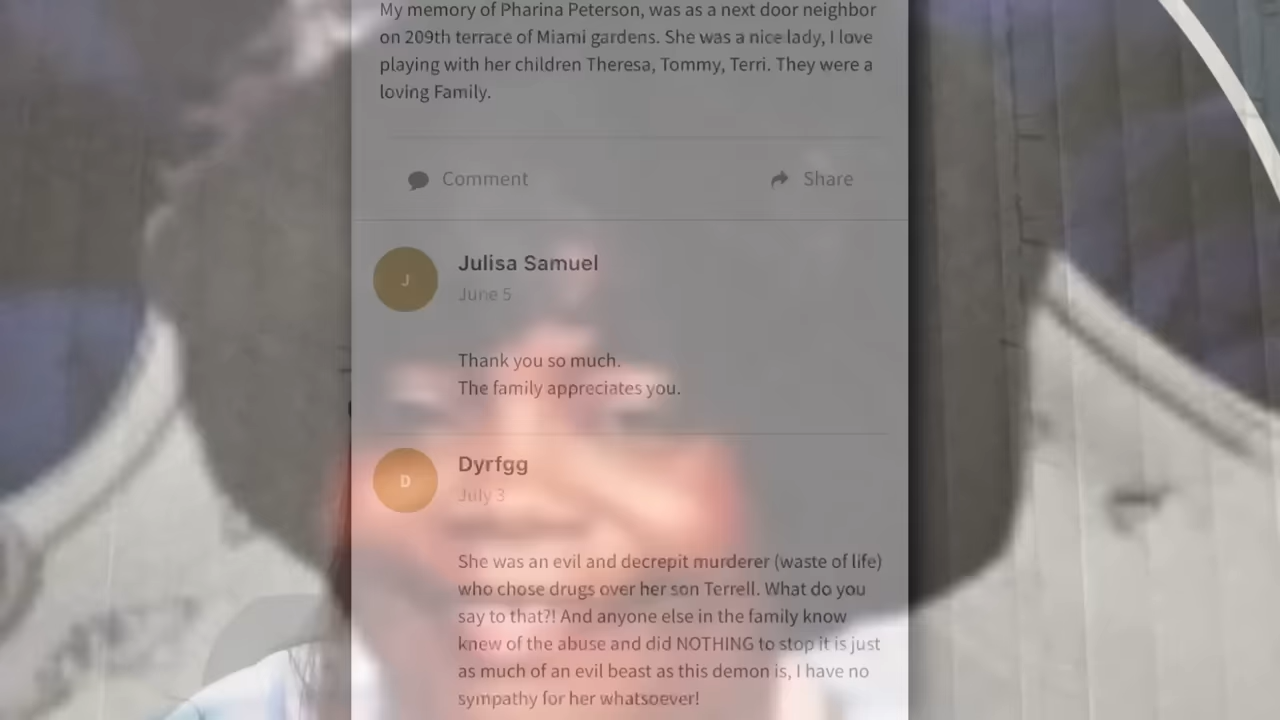 My memory of Pharina Peterson, was as a next door neighbor
on 209th terrace of Miami gardens. She was a nice lady, I love
playing with her children Theresa, Tommy, Terri. They were a
loving Family.
Comment
Share
J
Julisa Samuel
June 5
Thank you so much.
The family appreciates you.
D
Dyrfgg
July 3
She was an evil and decrepit murderer (waste of life)
who chose drugs over her son Terrell. What do you
say to that?! And anyone else in the family know
knew of the abuse and did NOTHING to stop it is just
as much of an evil beast as this demon is, I have no
sympathy for her whatsoever!